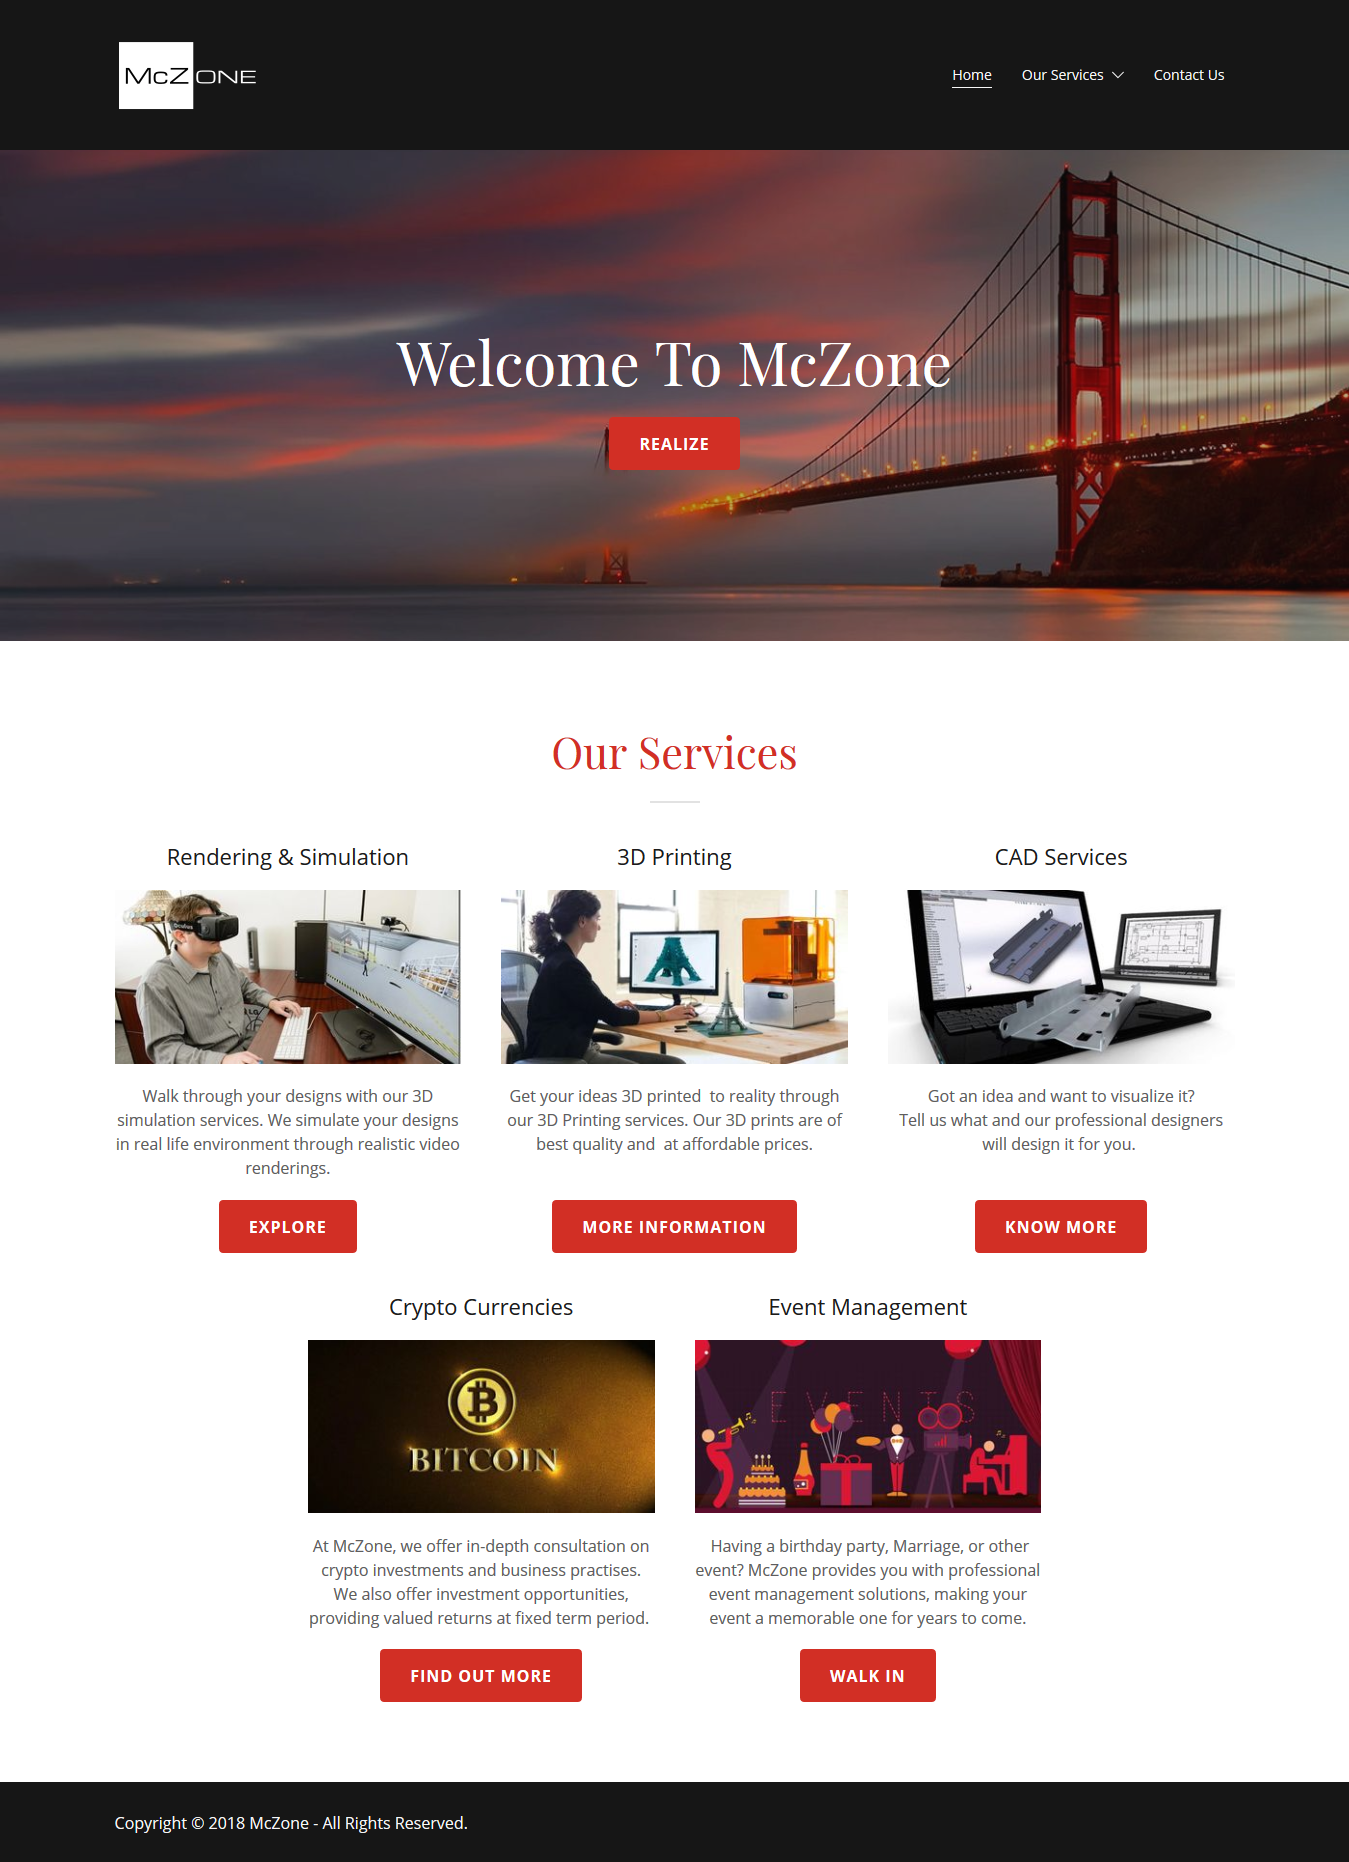 McZONE
Home
Our Services
Contact Us
Welcome To McZone
REALIZE
Our Services
Rendering & Simulation
3D Printing
CAD Services
Walk through your designs with our 3D
simulation services. We simulate your designs
in real life environment through realistic video
renderings.
Get your ideas 3D printed  to reality through
our 3D Printing services. Our 3D prints are of
best quality and  at affordable prices.
Got an idea and want to visualize it?
Tell us what and our professional designers
will design it for you.
EXPLORE
MORE INFORMATION
KNOW MORE
Crypto Currencies
Event Management
BITCOIN
EVENTS
At McZone, we offer in-depth consultation on
crypto investments and business practises.
We also offer investment opportunities,
providing valued returns at fixed term period.
Having a birthday party, Marriage, or other
event? McZone provides you with professional
event management solutions, making your
event a memorable one for years to come.
FIND OUT MORE
WALK IN
Copyright © 2018 McZone - All Rights Reserved.